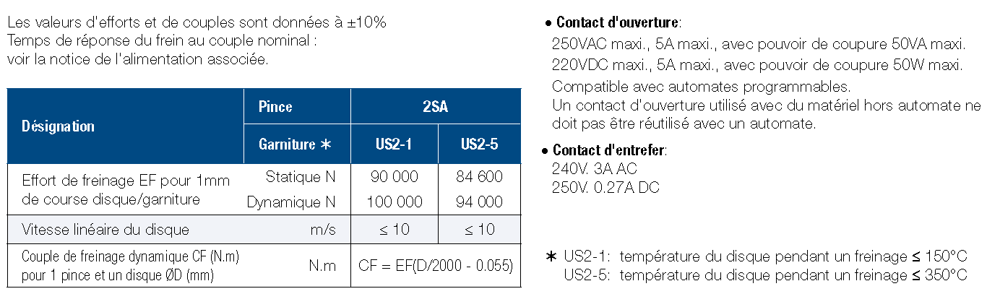 Les valeurs d'efforts et de couples sont données à ±10%
Temps de réponse du frein au couple nominal :
voir la notice de l'alimentation associée.
Désignation
Pince
2SA
Garniture ∗
US2-1
US2-5
Effort de freinage EF pour 1mm
de course disque/garniture
Statique N
90 000
84 600
Dynamique N
100 000
94 000
Vitesse linéaire du disque
m/s
≤ 10
≤ 10
Couple de freinage dynamique CF (N.m)
pour 1 pince et un disque ØD (mm)
N.m
CF = EF(D/2000 - 0.055)
• Contact d'ouverture:
250VAC maxi., 5A maxi., avec pouvoir de coupure 50VA maxi.
220VDC maxi., 5A maxi., avec pouvoir de coupure 50W maxi.
Compatible avec automates programmables.
Un contact d'ouverture utilisé avec du matériel hors automate ne
doit pas être réutilisé avec un automate.
• Contact d'entrefer:
240V. 3A AC
250V. 0.27A DC
∗ US2-1: température du disque pendant un freinage ≤ 150°C
US2-5: température du disque pendant un freinage ≤ 350°C